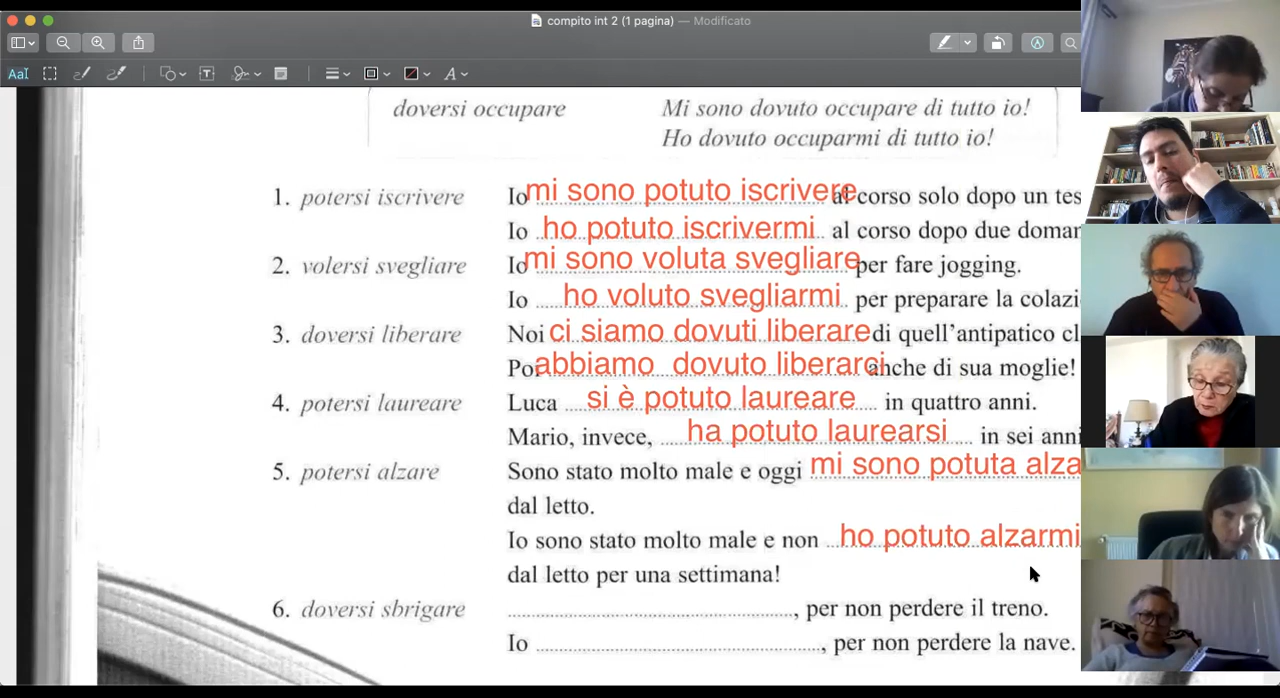 compito int 2 (1 pagina) — Modificato
doversi occupare Mi sono dovuto occupare di tutto io!
Ho dovuto occuparmi di tutto io!
1. potersi iscrivere Io mi sono potuto iscrivere al corso solo dopo un tes
Io ho potuto iscrivermi al corso dopo due doman
2. volersi svegliare Io mi sono voluta svegliare per fare jogging.
Io ho voluto svegliarmi per preparare la colazi
3. doversi liberare Noi ci siamo dovuti liberare di quell'antipatico cl
Poi abbiamo dovuto liberarci anche di sua moglie!
4. potersi laureare Luca si è potuto laureare in quattro anni.
Mario, invece, ha potuto laurearsi in sei anni
5. potersi alzare Sono stato molto male e oggi mi sono potuta alza
dal letto.
Io sono stato molto male e non ho potuto alzarmi
dal letto per una settimana!
6. doversi sbrigare ........, per non perdere il treno.
Io ........, per non perdere la nave.